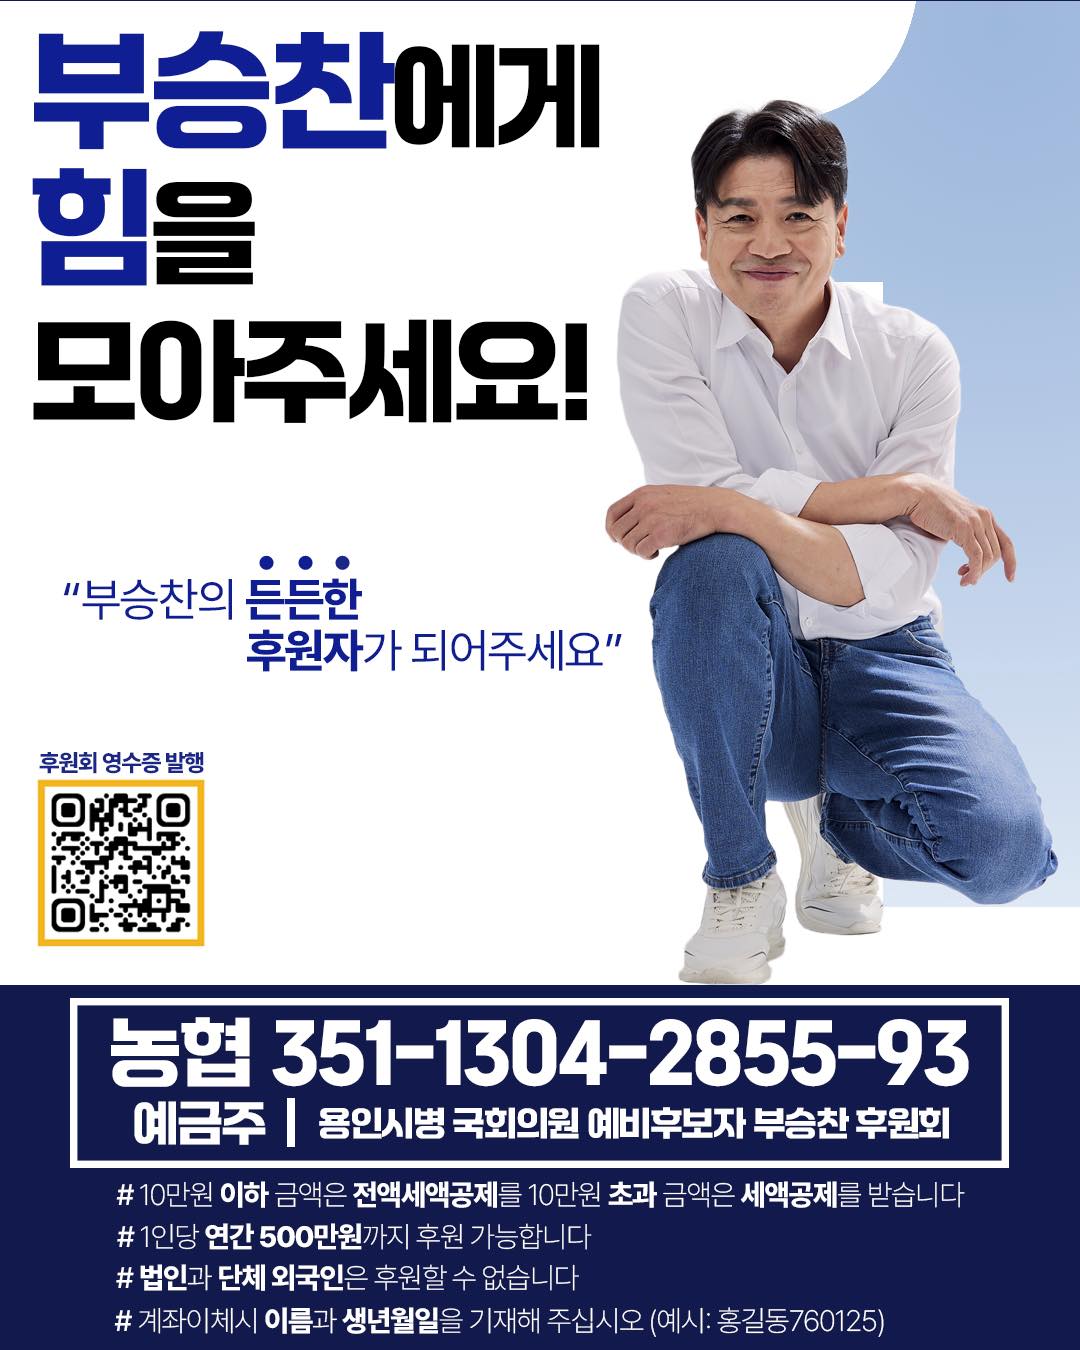 부승찬에게
힘을
모아주세요!
“부승찬의 든든한
후원자가 되어주세요”
후원회 영수증 발행
농협 351-1304-2855-93
예금주 | 용인시병 국회의원 예비후보자 부승찬 후원회
# 10만원 이하 금액은 전액세액공제를 10만원 초과 금액은 세액공제를 받습니다
# 1인당 연간 500만원까지 후원 가능합니다
# 법인과 단체 외국인은 후원할 수 없습니다
# 계좌이체시 이름과 생년월일을 기재해 주십시오 (예시: 홍길동760125)